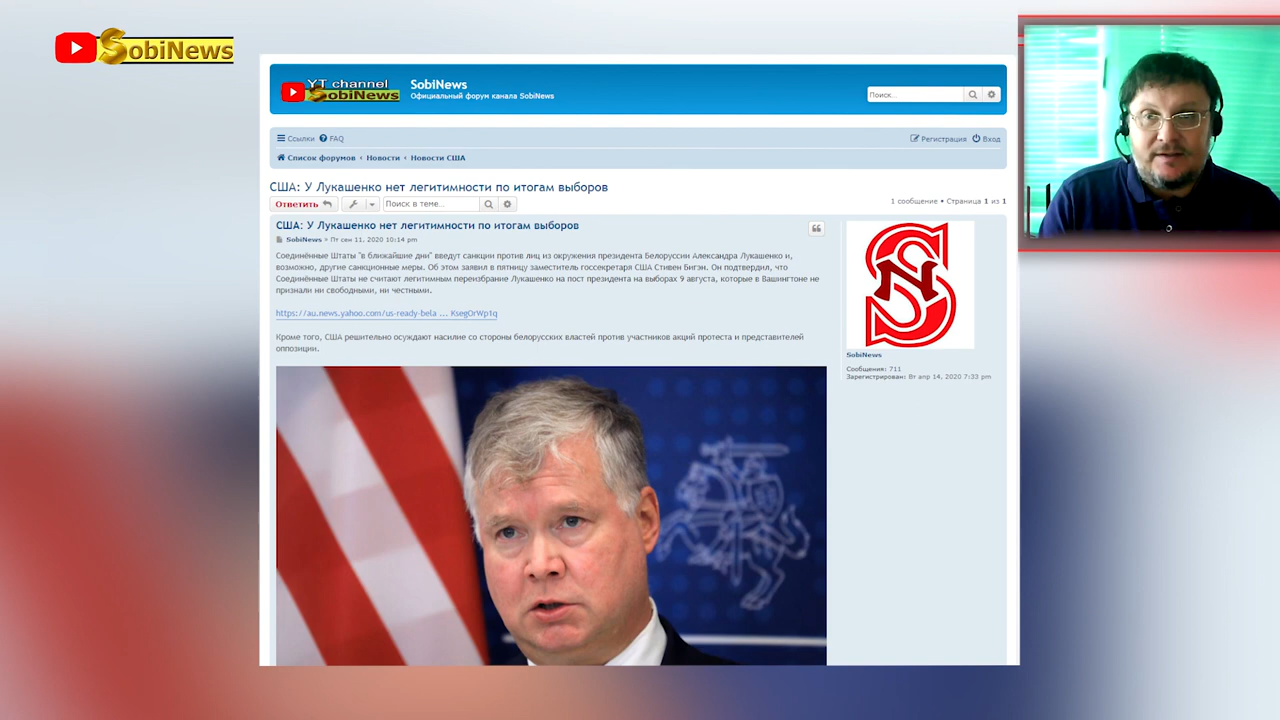 SobiNews
YT channel
SobiNews
SobiNews
Официальный форум канала SobiNews
Поиск...
Ссылки FAQ
Регистрация Вход
Список форумов ‹ Новости ‹ Новости США
США: У Лукашенко нет легитимности по итогам выборов
Ответить
Поиск в теме...
1 сообщение • Страница 1 из 1
США: У Лукашенко нет легитимности по итогам выборов
SobiNews » Пт сен 11, 2020 10:14 pm
Соединённые Штаты "в ближайшие дни" введут санкции против лиц из окружения президента Белоруссии Александра Лукашенко и,
возможно, другие санкционные меры. Об этом заявил в пятницу заместитель госсекретаря США Стивен Бигэн. Он подтвердил, что
Соединённые Штаты не считают легитимным переизбрание Лукашенко на пост президента на выборах 9 августа, которые в Вашингтоне не
признали ни свободными, ни честными.
https://au.news.yahoo.com/us-ready-bela ... KsegOrWp1q
Кроме того, США решительно осуждают насилие со стороны белорусских властей против участников акций протеста и представителей
оппозиции.
SN
SobiNews
Сообщения: 711
Зарегистрирован: Вт апр 14, 2020 7:33 pm